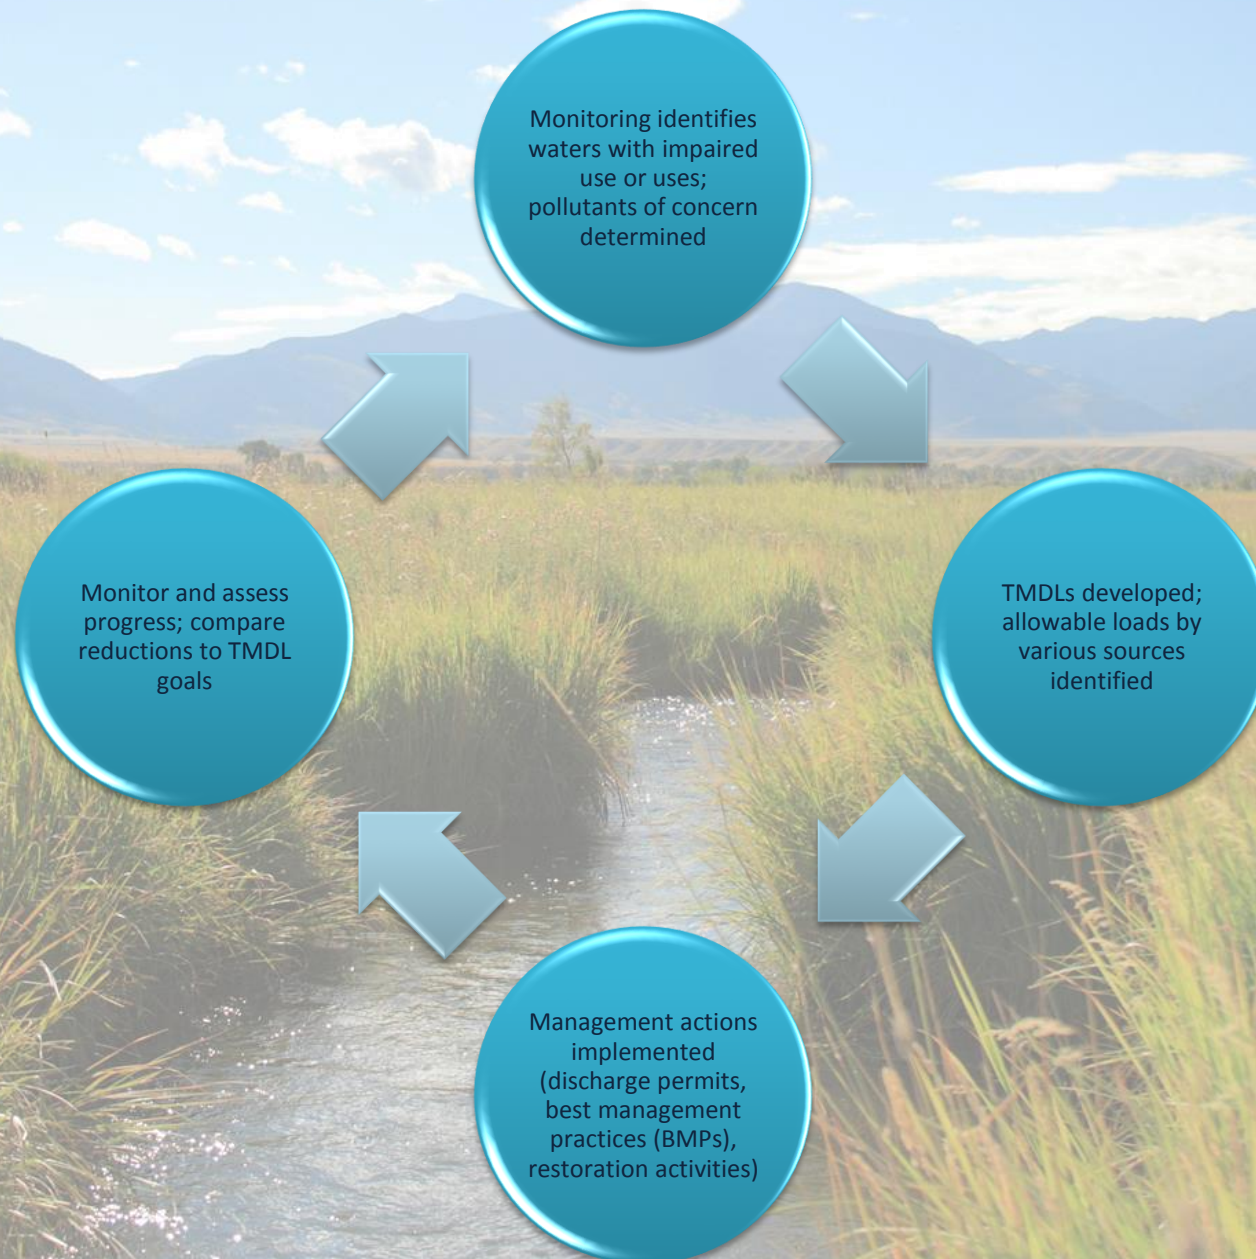 Monitoring identifies
waters with impaired
use or uses;
pollutants of concern
determined
TMDLs developed;
allowable loads by
various sources
identified
Management actions
implemented
(discharge permits,
best management
practices (BMPs),
restoration activities)
Monitor and assess
progress; compare
reductions to TMDL
goals